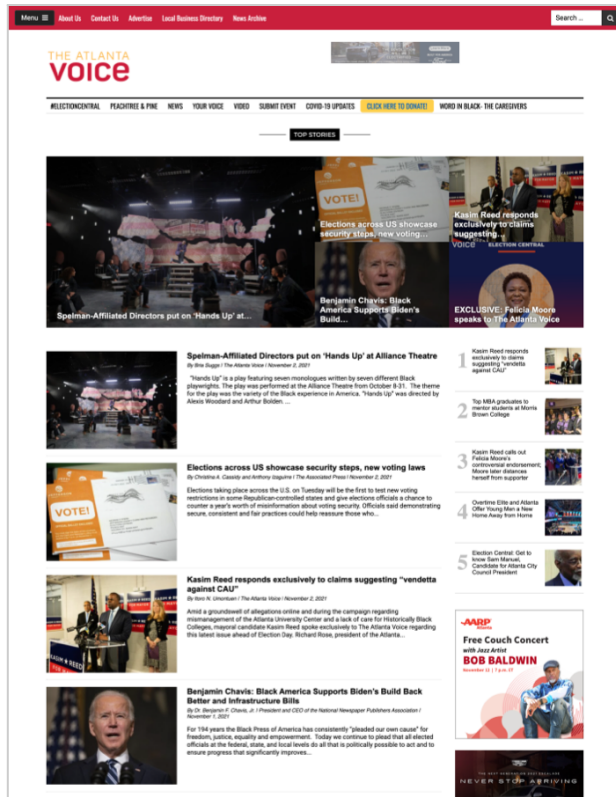 Menu ≡ About Us Contact Us Advertise Local Business Directory News Archive Search ...
THE ATLANTA
VOICE
#ELECTIONCENTRAL PEACHTREE & PINE NEWS YOUR VOICE VIDEO SUBMIT EVENT COVID-19 UPDATES CLICK HERE TO DONATE! WORD IN BLACK- THE CAREGIVERS
TOP STORIES
VOTE!
Spelman-Affiliated Directors put on ‘Hands Up’ at...
Elections across US showcase
security steps, new voting...
Kasim Reed responds
exclusively to claims
suggesting...
Benjamin Chavis: Black
America Supports Biden's
Build...
VOICE ELECTION CENTRAL
EXCLUSIVE: Felicia Moore
speaks to The Atlanta Voice
Spelman-Affiliated Directors put on ‘Hands Up’ at Alliance Theatre
By Bria Suggs | The Atlanta Voice | November 2, 2021
"Hands Up" is a play featuring seven monologues written by seven different Black
playwrights. The play was performed at the Alliance Theatre from October 8-31. The theme
for the play was the variety of the Black experience in America. "Hands Up" was directed by
Alexis Woodard and Arthur Bolden. ...
VOTE!
Elections across US showcase security steps, new voting laws
By Christina A. Cassidy and Anthony Izaguirre | The Associated Press | November 2, 2021
Elections taking place across the U.S. on Tuesday will be the first to test new voting
restrictions in some Republican-controlled states and give elections officials a chance to
counter a year's worth of misinformation about voting security. Officials said demonstrating
secure, consistent and fair practices could help reassure those who...
KASIM REED
Kasim Reed responds exclusively to claims suggesting “vendetta
against CAU”
By Itoro N. Umontuen | The Atlanta Voice | November 2, 2021
Amid a groundswell of allegations online and during the campaign regarding
mismanagement of the Atlanta University Center and a lack of care for Historically Black
Colleges, mayoral candidate Kasim Reed spoke exclusively to The Atlanta Voice regarding
this latest issue ahead of Election Day. Richard Rose, president of the Atlanta...
Benjamin Chavis: Black America Supports Biden's Build Back
Better and Infrastructure Bills
By Dr. Benjamin F. Chavis, Jr. | President and CEO of the National Newspaper Publishers Association |
November 1, 2021
For 194 years the Black Press of America has consistently "pleaded our own cause" for
freedom, justice, equality and empowerment. Today we continue to plead that all elected
officials at the federal, state, and local levels do all that is politically possible to act and to
ensure progress that significantly improves...
1 Kasim Reed responds
exclusively to claims
suggesting "vendetta
against CAU"
2 Top MBA graduates to
mentor students at Morris
Brown College
3 Kasim Reed calls out
Felicia Moore's
controversial endorsement;
Moore later distances
herself from supporter
4 Overtime Elite and Atlanta
Offer Young Men a New
Home Away from Home
5 Election Central: Get to
know Sam Manuel,
Candidate for Atlanta City
Council President
AARP
Atlanta
Free Couch Concert
with Jazz Artist
BOB BALDWIN
November 12 | 7 p.m. ET
NEVER STOP ARRIVING